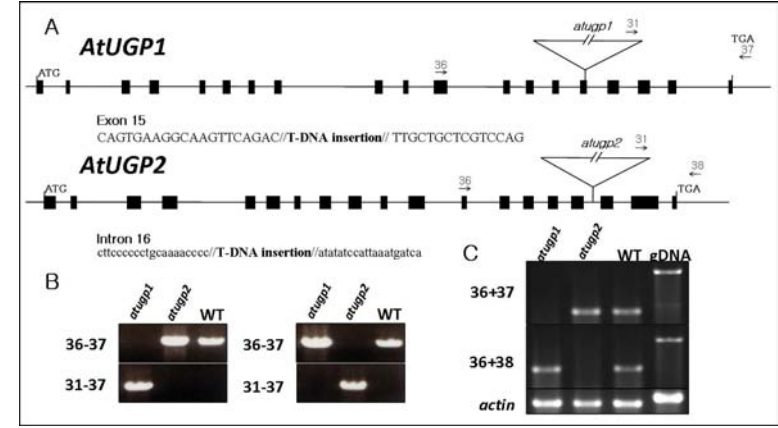 A
AtUGP1
ATG
36
atugp1
31
TGA
37
Exon 15
CAGTGAAGGCAAGTTCAGAC//T-DNA insertion// TTGCTGCTCGTCCAG
AtUGP2
ATG
36
atugp2
31
38
TGA
Intron 16
cttcccccctgcaaaacccc//T-DNA insertion//atatatccattaaatgatca
B
atugp1 atugp2 WT
36-37
31-37
atugp1 atugp2 WT
36-37
31-37
C
atugp1 atugp2 WT gDNA
36+37
36+38
actin